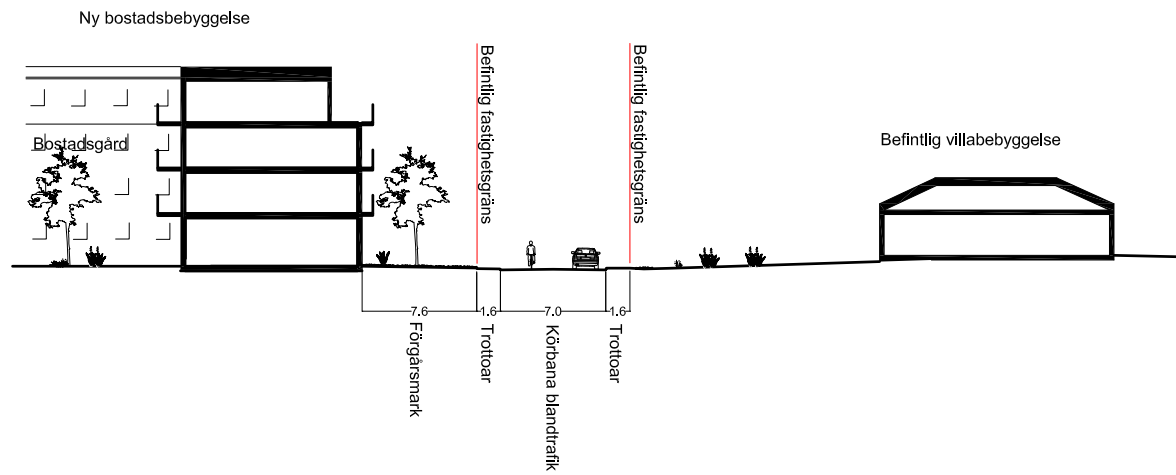 Ny bostadsbebyggelse
Befintlig fastighetsgräns
Befintlig fastighetsgräns
Bostadsgård
Befintlig villabebyggelse
7.6
1.6
7.0
1.6
Förgårsmark
Trottoar
Körbana blandtrafik
Trottoar